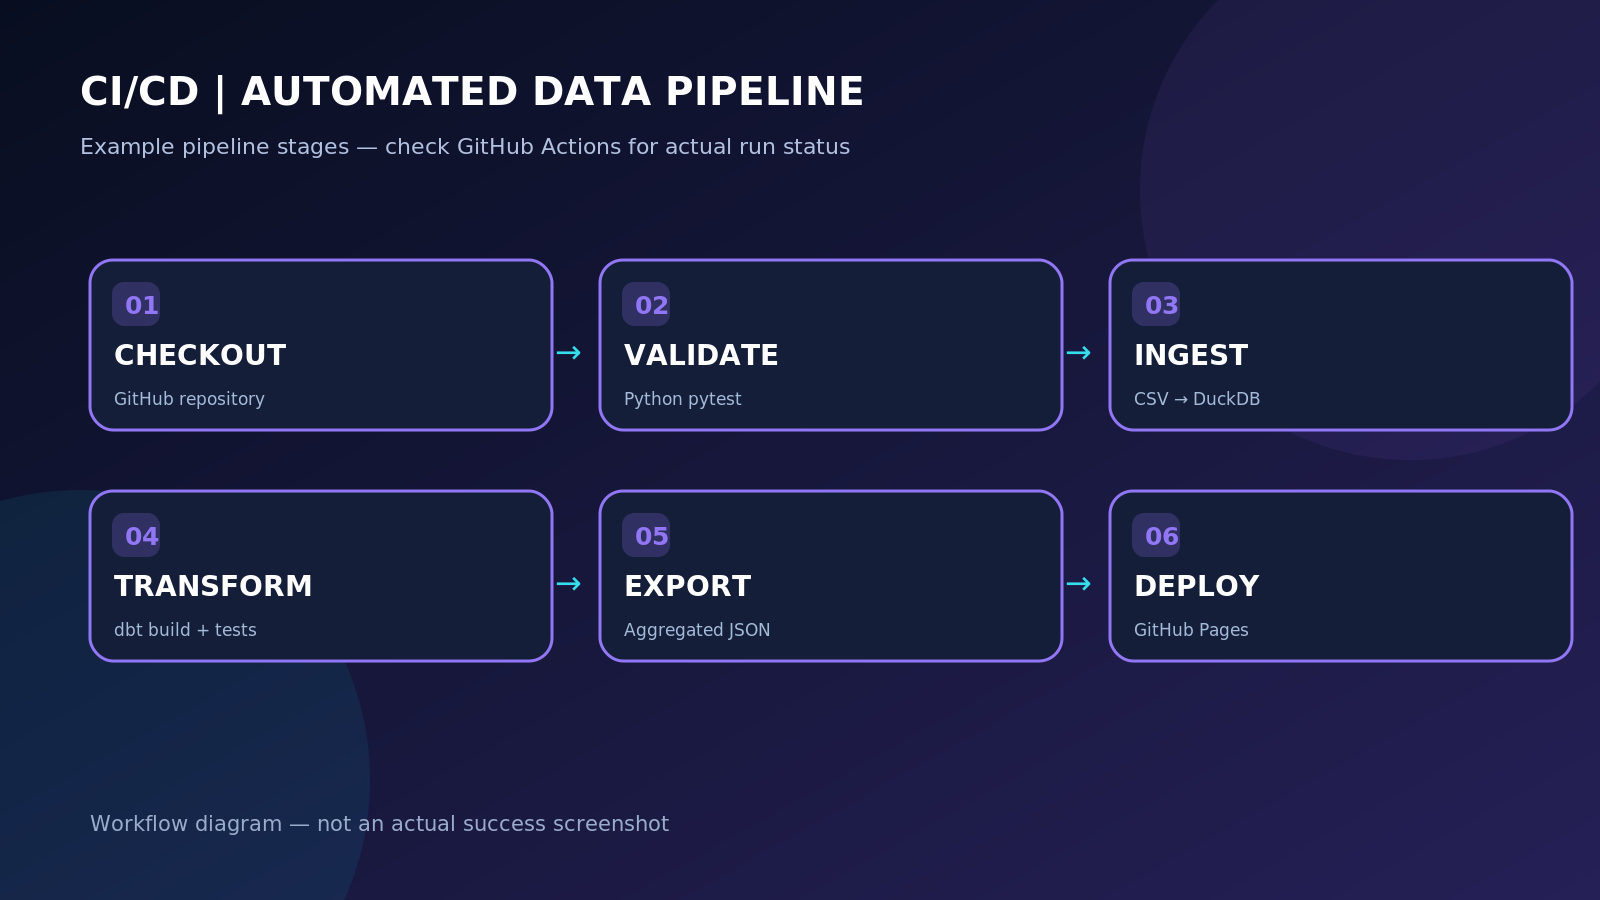 CI/CD | AUTOMATED DATA PIPELINE
Example pipeline stages — check GitHub Actions for actual run status
01
CHECKOUT
GitHub repository
→
02
VALIDATE
Python pytest
→
03
INGEST
CSV → DuckDB
04
TRANSFORM
dbt build + tests
→
05
EXPORT
Aggregated JSON
→
06
DEPLOY
GitHub Pages
Workflow diagram — not an actual success screenshot